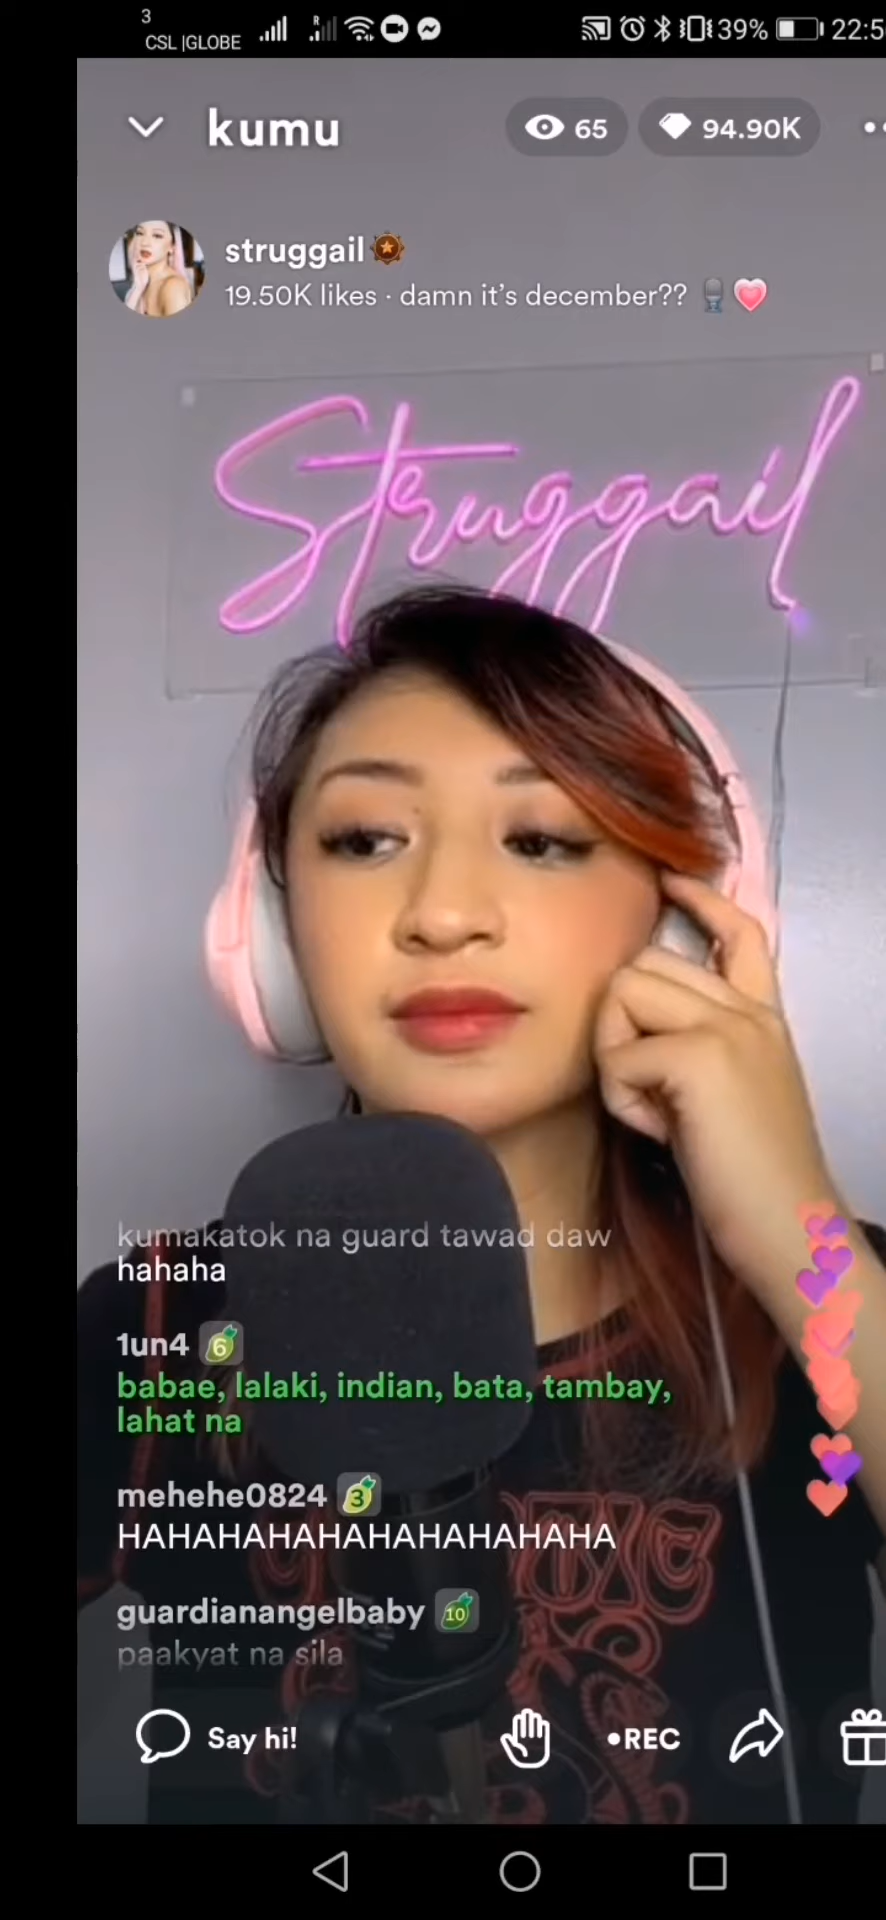 3
CSL |GLOBE
R
39%
22:5
kumu
65
94.90K
struggail
19.50K likes · damn it's december??
Struggail
kumakatok na guard tawad daw
hahaha
1un4 6
babae, lalaki, indian, bata, tambay,
lahat na
mehehe0824 3
HAHAHAHAHAHAHAHAHAHA
guardianangelbaby 10
paakyat na sila
Say hi!
•REC